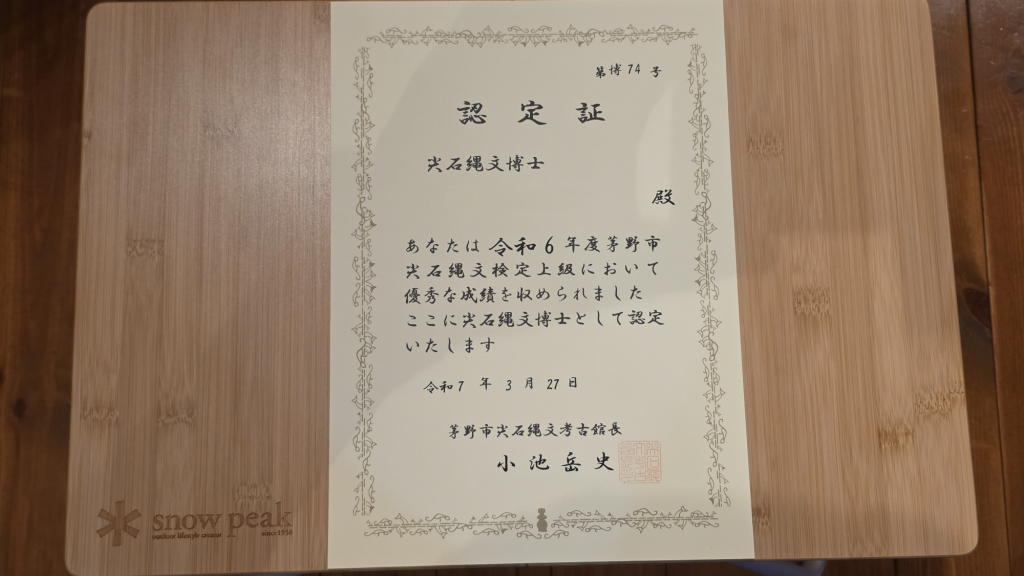 第博74号
認定証
尖石縄文博士
殿
あなたは令和6年度茅野市
尖石縄文検定上級において
優秀な成績を収められました
ここに尖石縄文博士として認定
いたします
令和7年3月27日
茅野市尖石縄文考古館長
小池岳史
snow peak
outdoor lifestyle creator
since1958